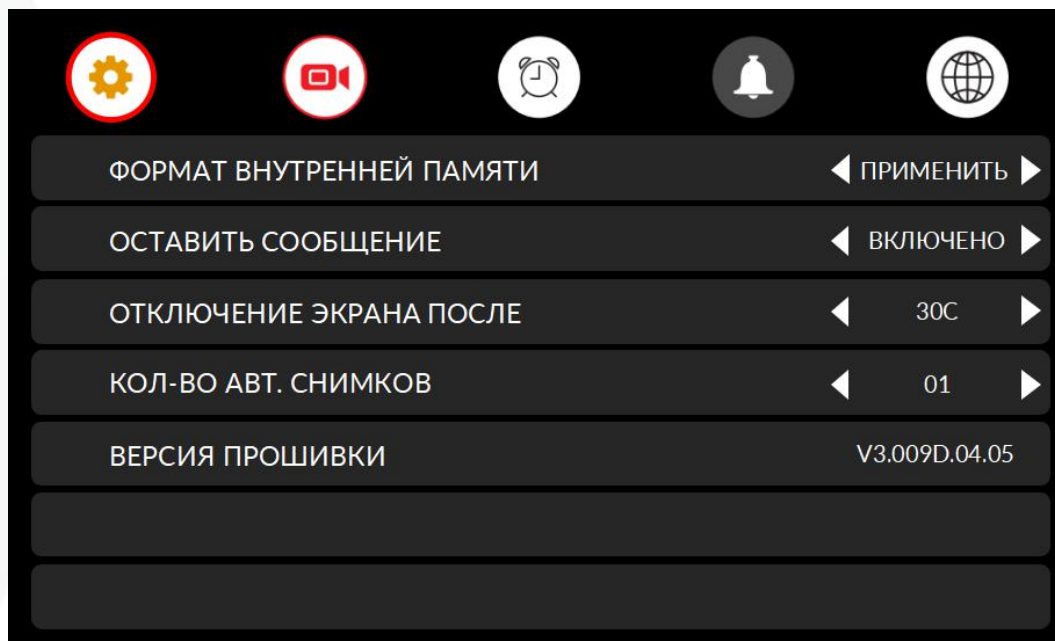 ФОРМАТ ВНУТРЕННЕЙ ПАМЯТИ ПРИМЕНИТЬ
ОСТАВИТЬ СООБЩЕНИЕ ВКЛЮЧЕНО
ОТКЛЮЧЕНИЕ ЭКРАНА ПОСЛЕ 30С
КОЛ-ВО АВТ. СНИМКОВ 01
ВЕРСИЯ ПРОШИВКИ V3.009D.04.05